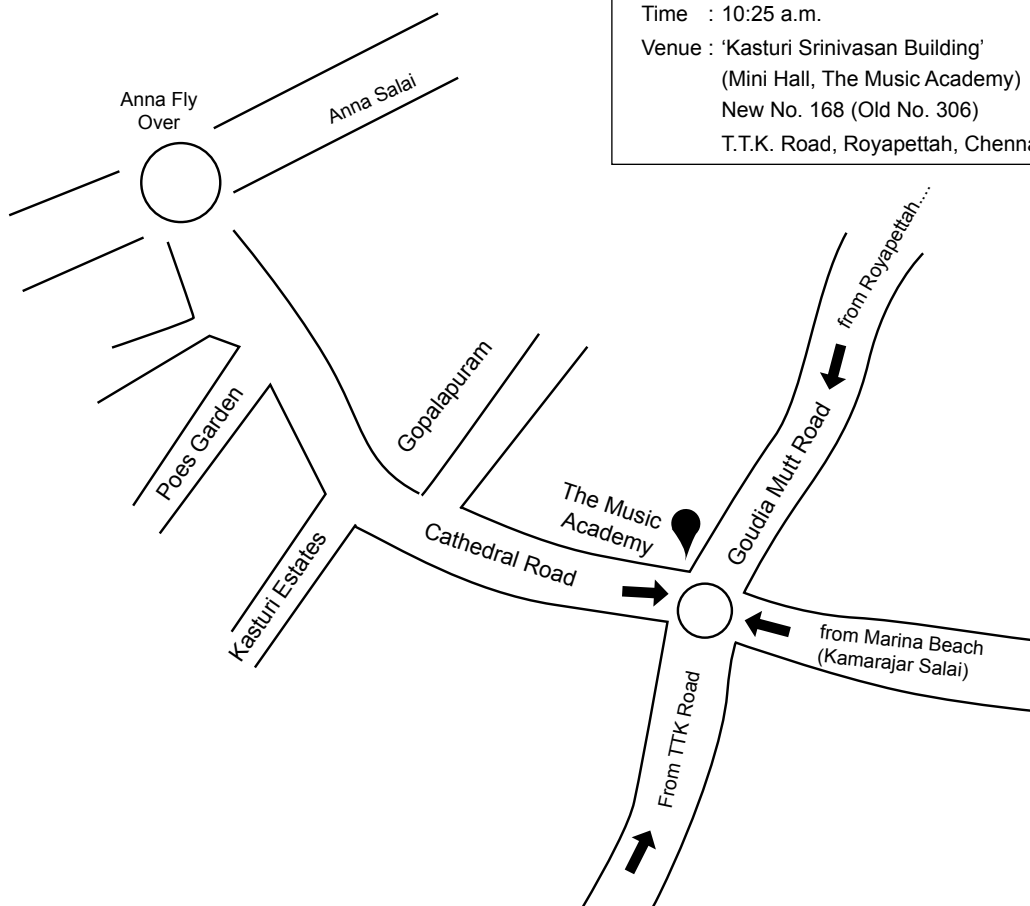 Time : 10:25 a.m.
Venue : ‘Kasturi Srinivasan Building’
(Mini Hall, The Music Academy)
New No. 168 (Old No. 306)
T.T.K. Road, Royapettah,
Anna Fly
Over
Anna Salai
from Royapettah....
Gopalapuram
Poes Garden
Goudia Mutt Road
The Music
Academy
Cathedral Road
Kasturi Estates
from Marina Beach
(Kamarajar Salai)
From TTK Road